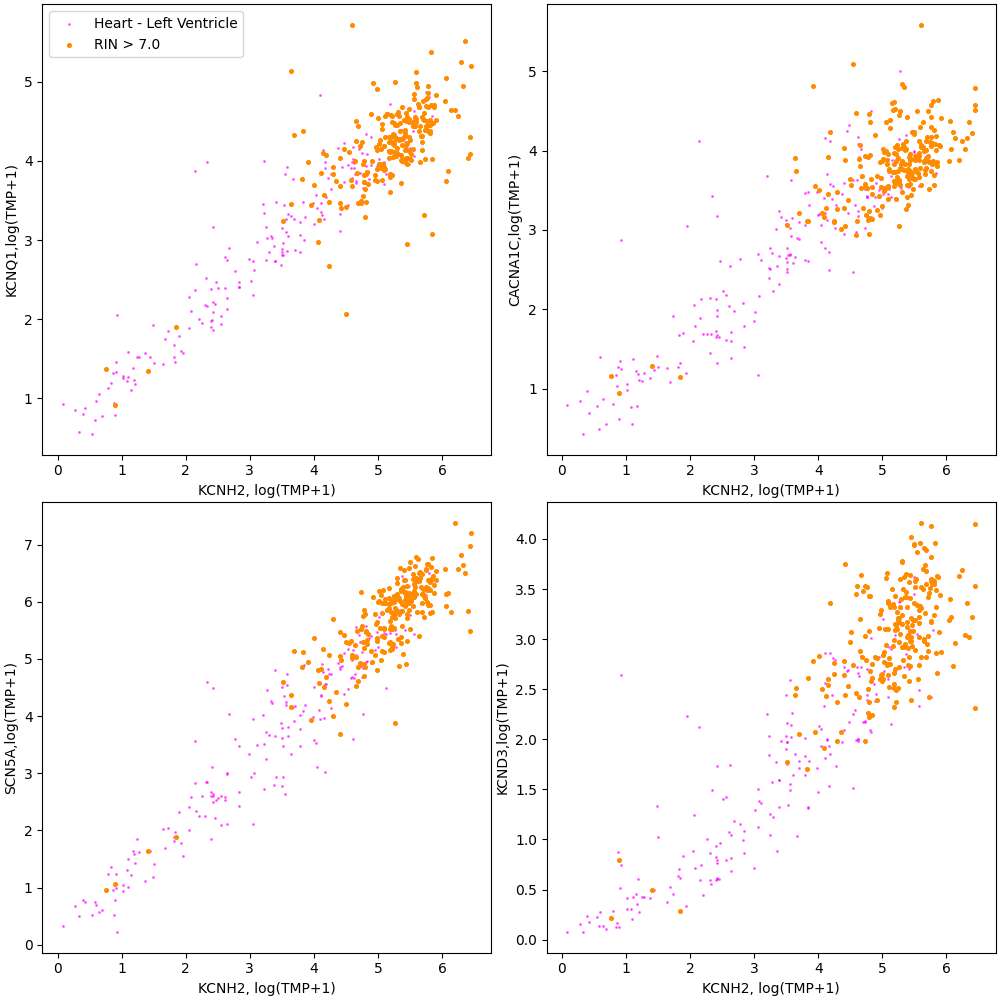 Heart - Left Ventricle
RIN > 7.0
KCNQ1,log(TMP+1)
5
4
3
2
1
0 1 2 3 4 5 6
KCNH2, log(TMP+1)
CACNA1C,log(TMP+1)
5
4
3
2
1
0 1 2 3 4 5 6
KCNH2, log(TMP+1)
SCN5A,log(TMP+1)
7
6
5
4
3
2
1
0
0 1 2 3 4 5 6
KCNH2, log(TMP+1)
KCND3,log(TMP+1)
4.0
3.5
3.0
2.5
2.0
1.5
1.0
0.5
0.0
0 1 2 3 4 5 6
KCNH2, log(TMP+1)